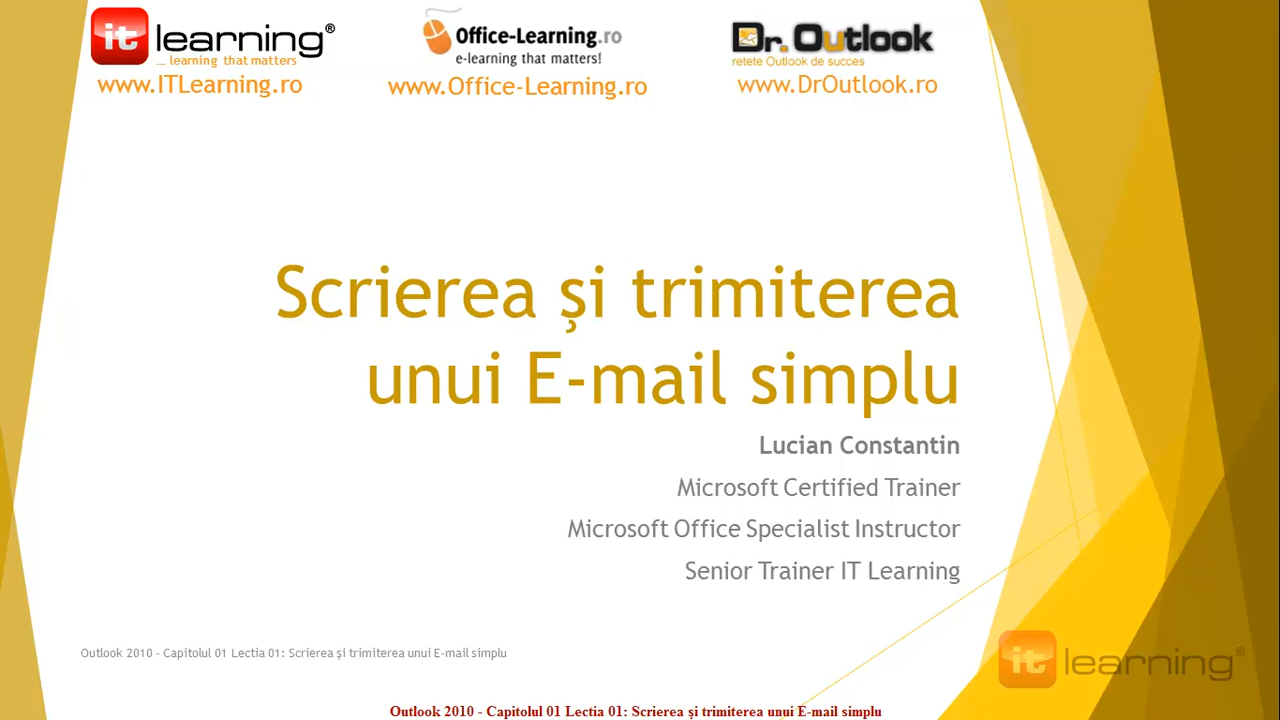 it learning®
... learning that matters
www.ITLearning.ro
Office-Learning.ro
e-learning that matters!
www.Office-Learning.ro
Dr. Outlook
retete Outlook de succes
www.DrOutlook.ro
Scrierea și trimiterea
unui E-mail simplu
Lucian Constantin
Microsoft Certified Trainer
Microsoft Office Specialist Instructor
Senior Trainer IT Learning
Outlook 2010 - Capitolul 01 Lectia 01: Scrierea și trimiterea unui E-mail simplu
it learning®
Outlook 2010 - Capitolul 01 Lectia 01: Scrierea şi trimiterea unui E-mail simplu